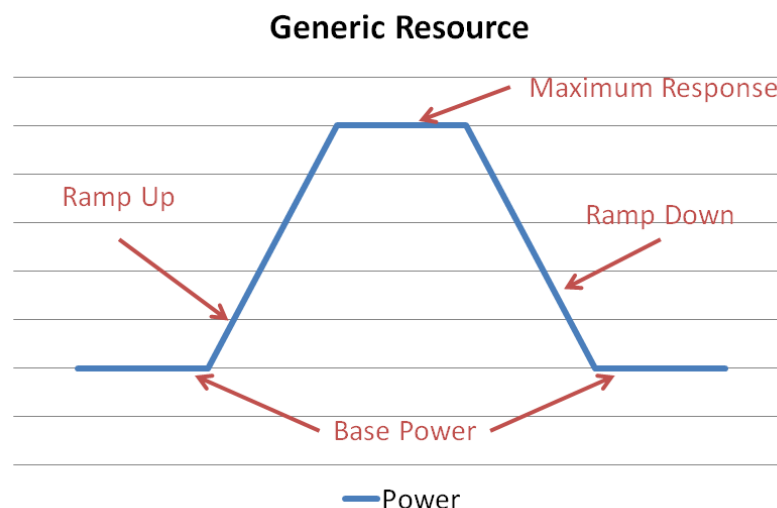 Generic Resource
Maximum Response
Ramp Up
Ramp Down
Base Power
Power